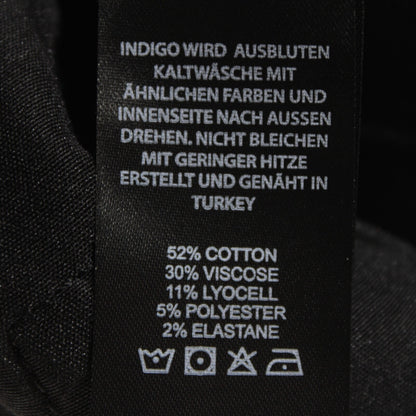 INDIGO WIRD AUSBLUTEN
KALTWÄSCHE MIT
ÄHNLICHEN FARBEN UND
INNENSEITE NACH AUSSEN
DREHEN. NICHT BLEICHEN
MIT GERINGER HITZE
ERSTELLT UND GENÄHT IN
TURKEY
52% COTTON
30% VISCOSE
11% LYOCELL
5% POLYESTER
2% ELASTANE